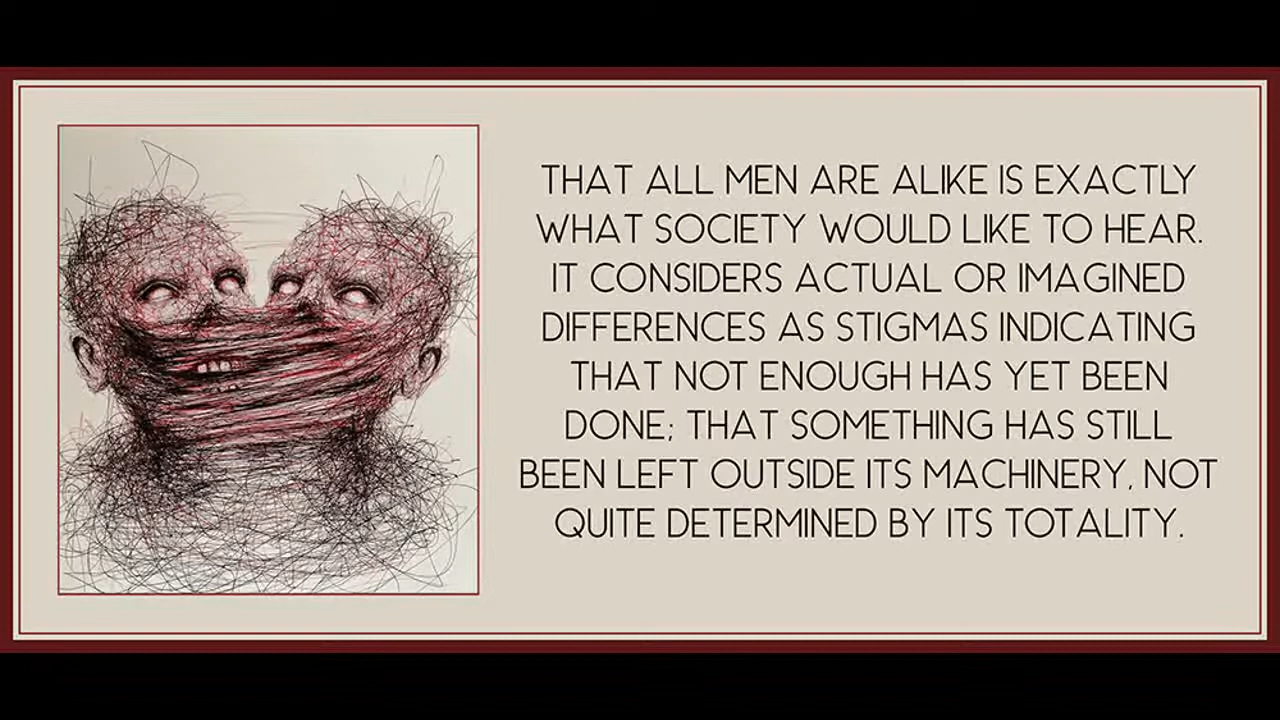 THAT ALL MEN ARE ALIKE IS EXACTLY
WHAT SOCIETY WOULD LIKE TO HEAR.
IT CONSIDERS ACTUAL OR IMAGINED
DIFFERENCES AS STIGMAS INDICATING
THAT NOT ENOUGH HAS YET BEEN
DONE; THAT SOMETHING HAS STILL
BEEN LEFT OUTSIDE ITS MACHINERY, NOT
QUITE DETERMINED BY ITS TOTALITY.